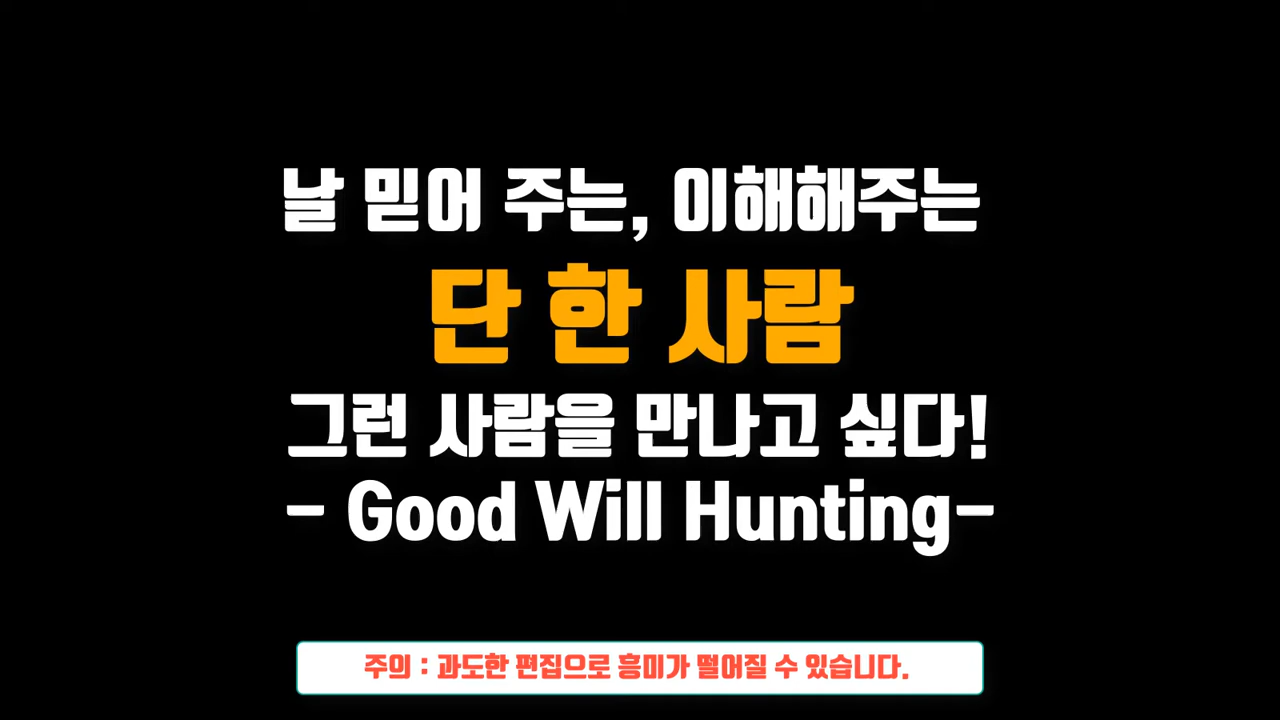 날 믿어 주는, 이해해주는
단 한 사람
그런 사람을 만나고 싶다!
- Good Will Hunting-
주의 : 과도한 편집으로 흥미가 떨어질 수 있습니다.